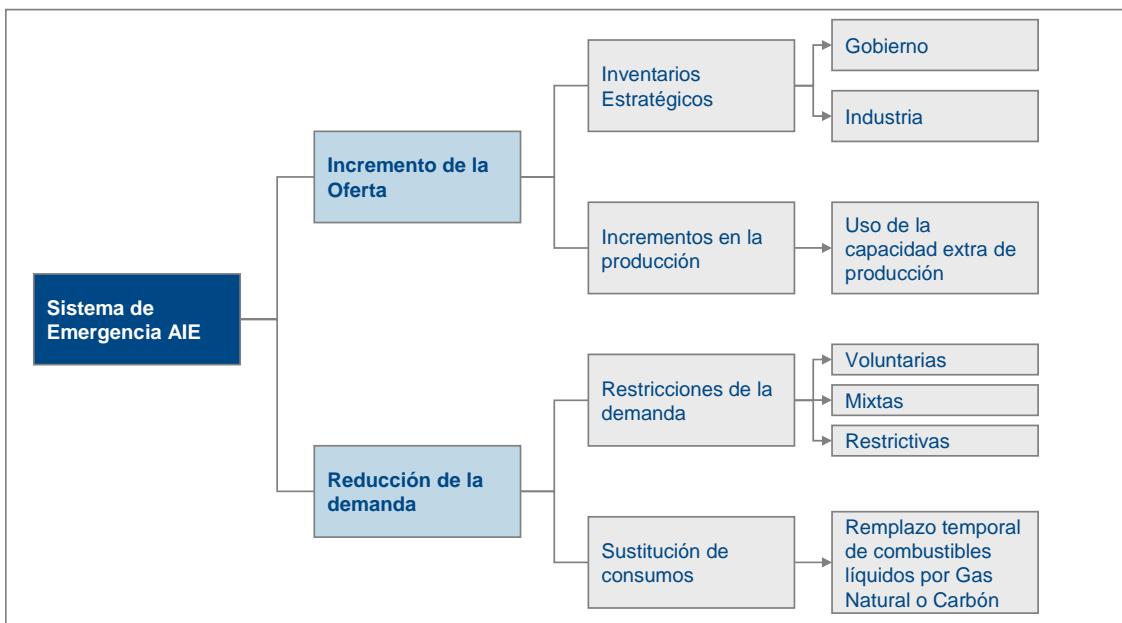 Sistema de
Emergencia AIE
Incremento de la
Oferta
Inventarios
Estratégicos
Gobierno
Industria
Incrementos en la
producción
Uso de la
capacidad extra de
producción
Reducción de la
demanda
Restricciones de la
demanda
Voluntarias
Mixtas
Restrictivas
Sustitución de
consumos
Remplazo temporal
de combustibles
líquidos por Gas
Natural o Carbón